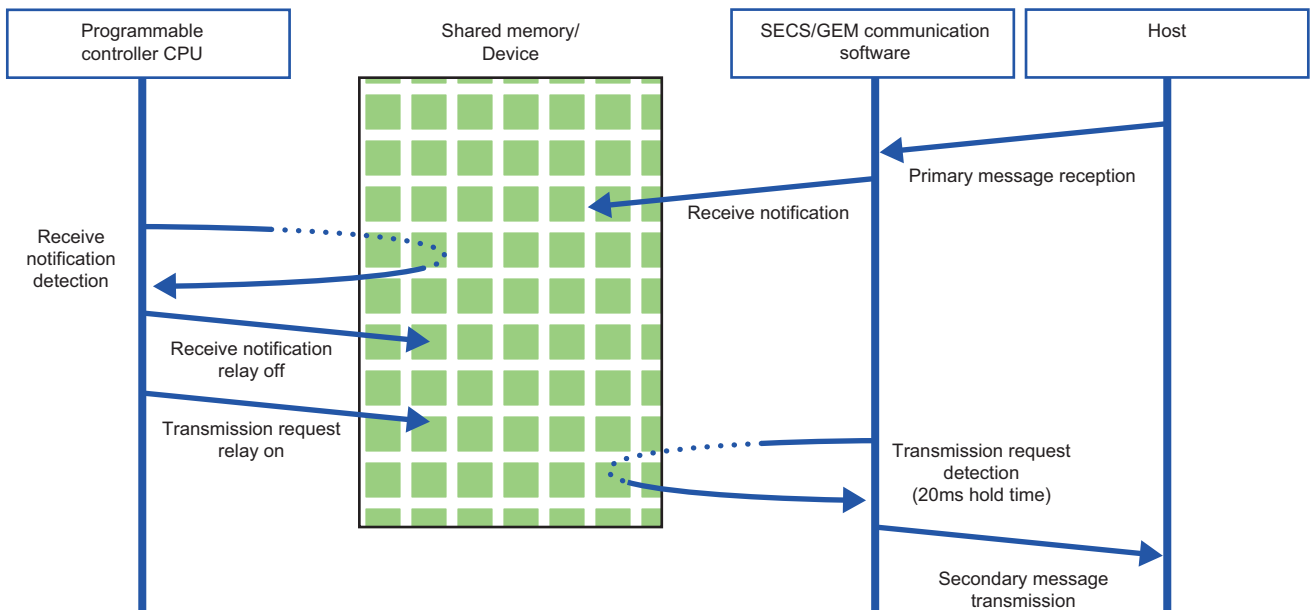 Programmable
controller CPU
Shared memory/
Device
SECS/GEM communication
software
Host
Primary message reception
Receive notification
Receive
notification
detection
Receive notification
relay off
Transmission request
relay on
Transmission request
detection
(20ms hold time)
Secondary message
transmission